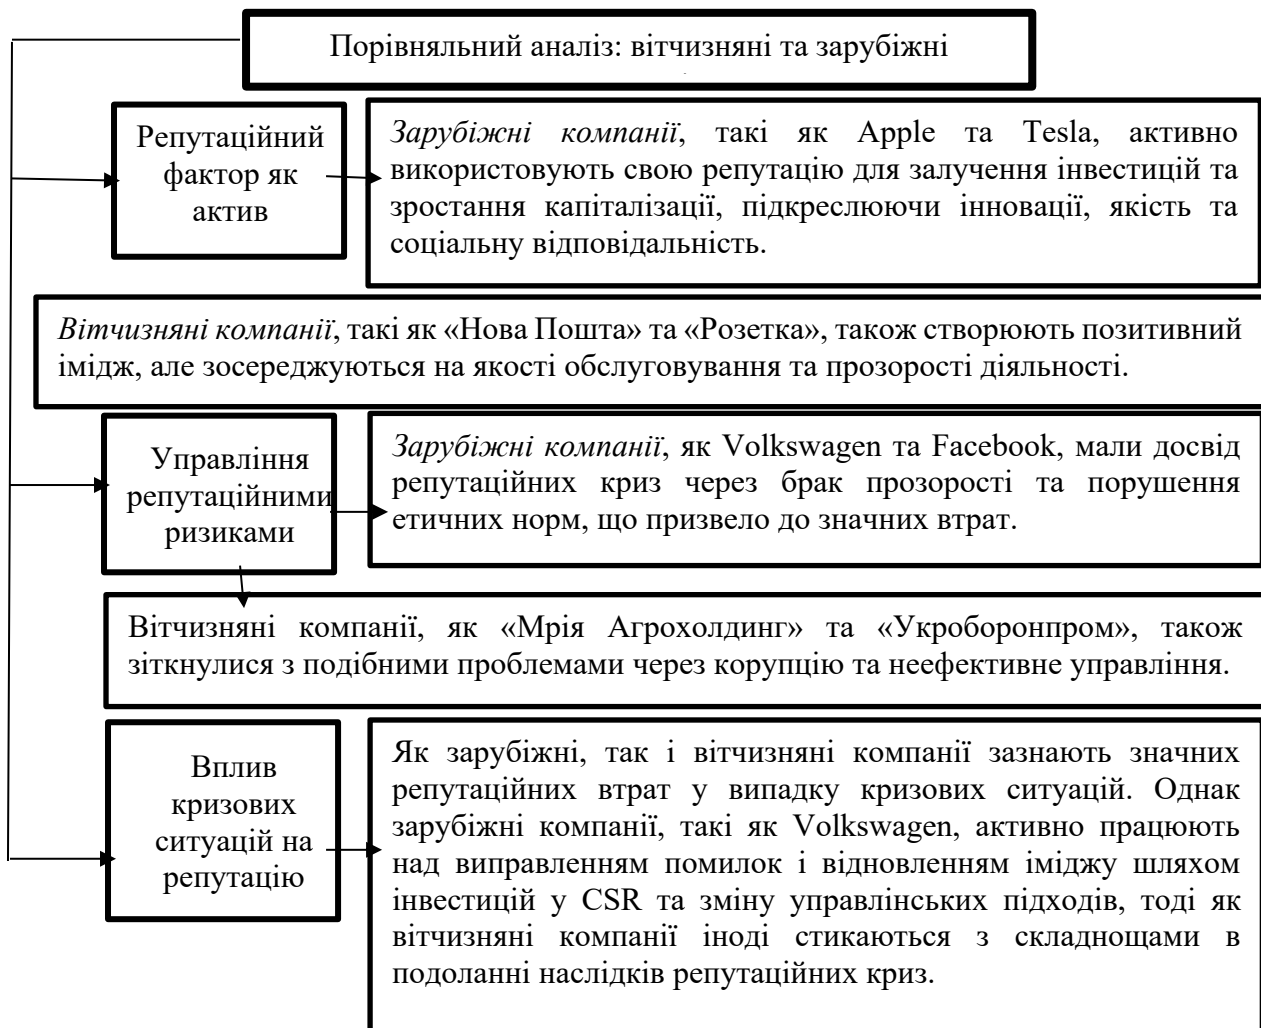 Порівняльний аналіз: вітчизняні та зарубіжні
Репутаційний
фактор як
актив
Зарубіжні компанії, такі як Apple та Tesla, активно
використовують свою репутацію для залучення інвестицій та
зростання капіталізації, підкреслюючи інновації, якість та
соціальну відповідальність.
Вітчизняні компанії, такі як «Нова Пошта» та «Розетка», також створюють позитивний
імідж, але зосереджуються на якості обслуговування та прозорості діяльності.
Управління
репутаційними
ризиками
Зарубіжні компанії, як Volkswagen та Facebook, мали досвід
репутаційних криз через брак прозорості та порушення
етичних норм, що призвело до значних втрат.
Вітчизняні компанії, як «Мрія Агрохолдинг» та «Укроборонпром», також
зіткнулися з подібними проблемами через корупцію та неефективне управління.
Вплив
кризових
ситуацій на
репутацію
Як зарубіжні, так і вітчизняні компанії зазнають значних
репутаційних втрат у випадку кризових ситуацій. Однак
зарубіжні компанії, такі як Volkswagen, активно працюють
над виправленням помилок і відновленням іміджу шляхом
інвестицій у CSR та зміну управлінських підходів, тоді як
вітчизняні компанії іноді стикаються з складнощами в
подоланні наслідків репутаційних криз.